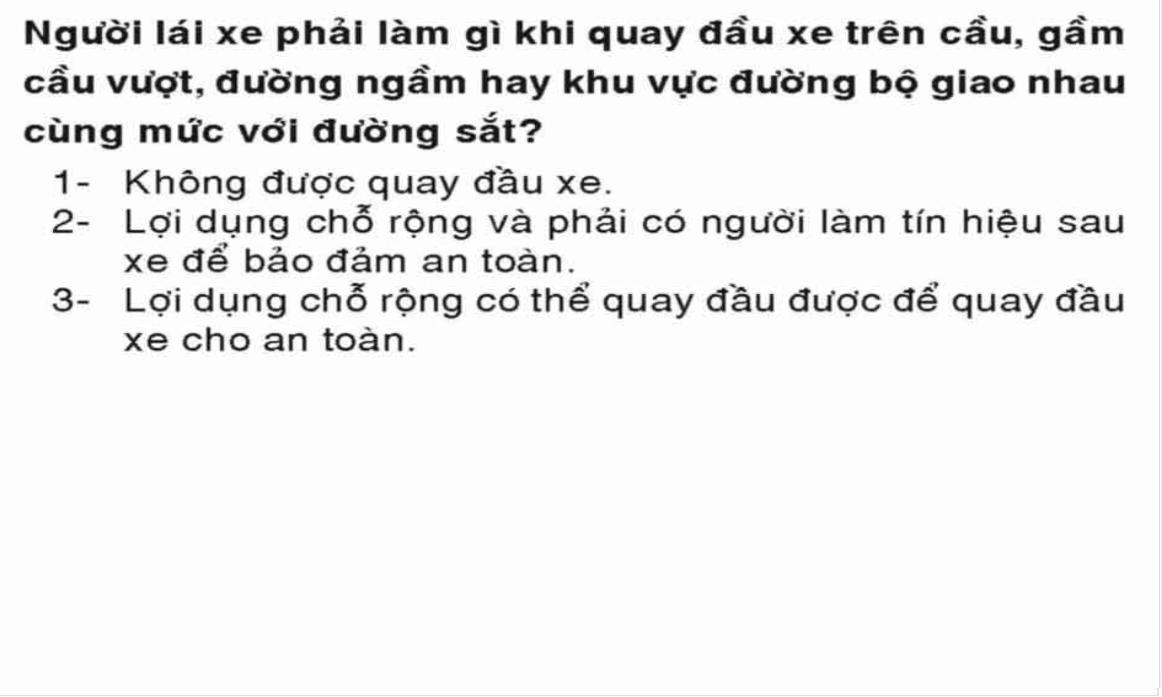 Người lái xe phải làm gì khi quay đầu xe trên cầu, gầm
cầu vượt, đường ngầm hay khu vực đường bộ giao nhau
cùng mức với đường sắt?
1- Không được quay đầu xe.
2- Lợi dụng chỗ rộng và phải có người làm tín hiệu sau
xe để bảo đảm an toàn.
3- Lợi dụng chỗ rộng có thể quay đầu được để quay đầu
xe cho an toàn.